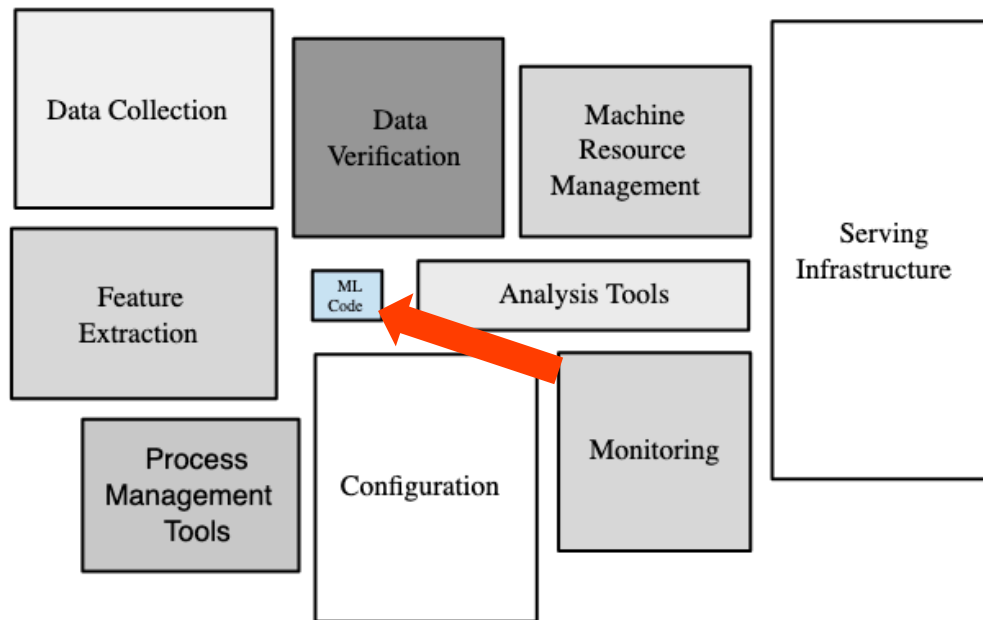 Data Collection
Data
Verification
Machine
Resource
Management
Serving
Infrastructure
Feature
Extraction
ML
Code
Analysis Tools
Process
Management
Tools
Configuration
Monitoring